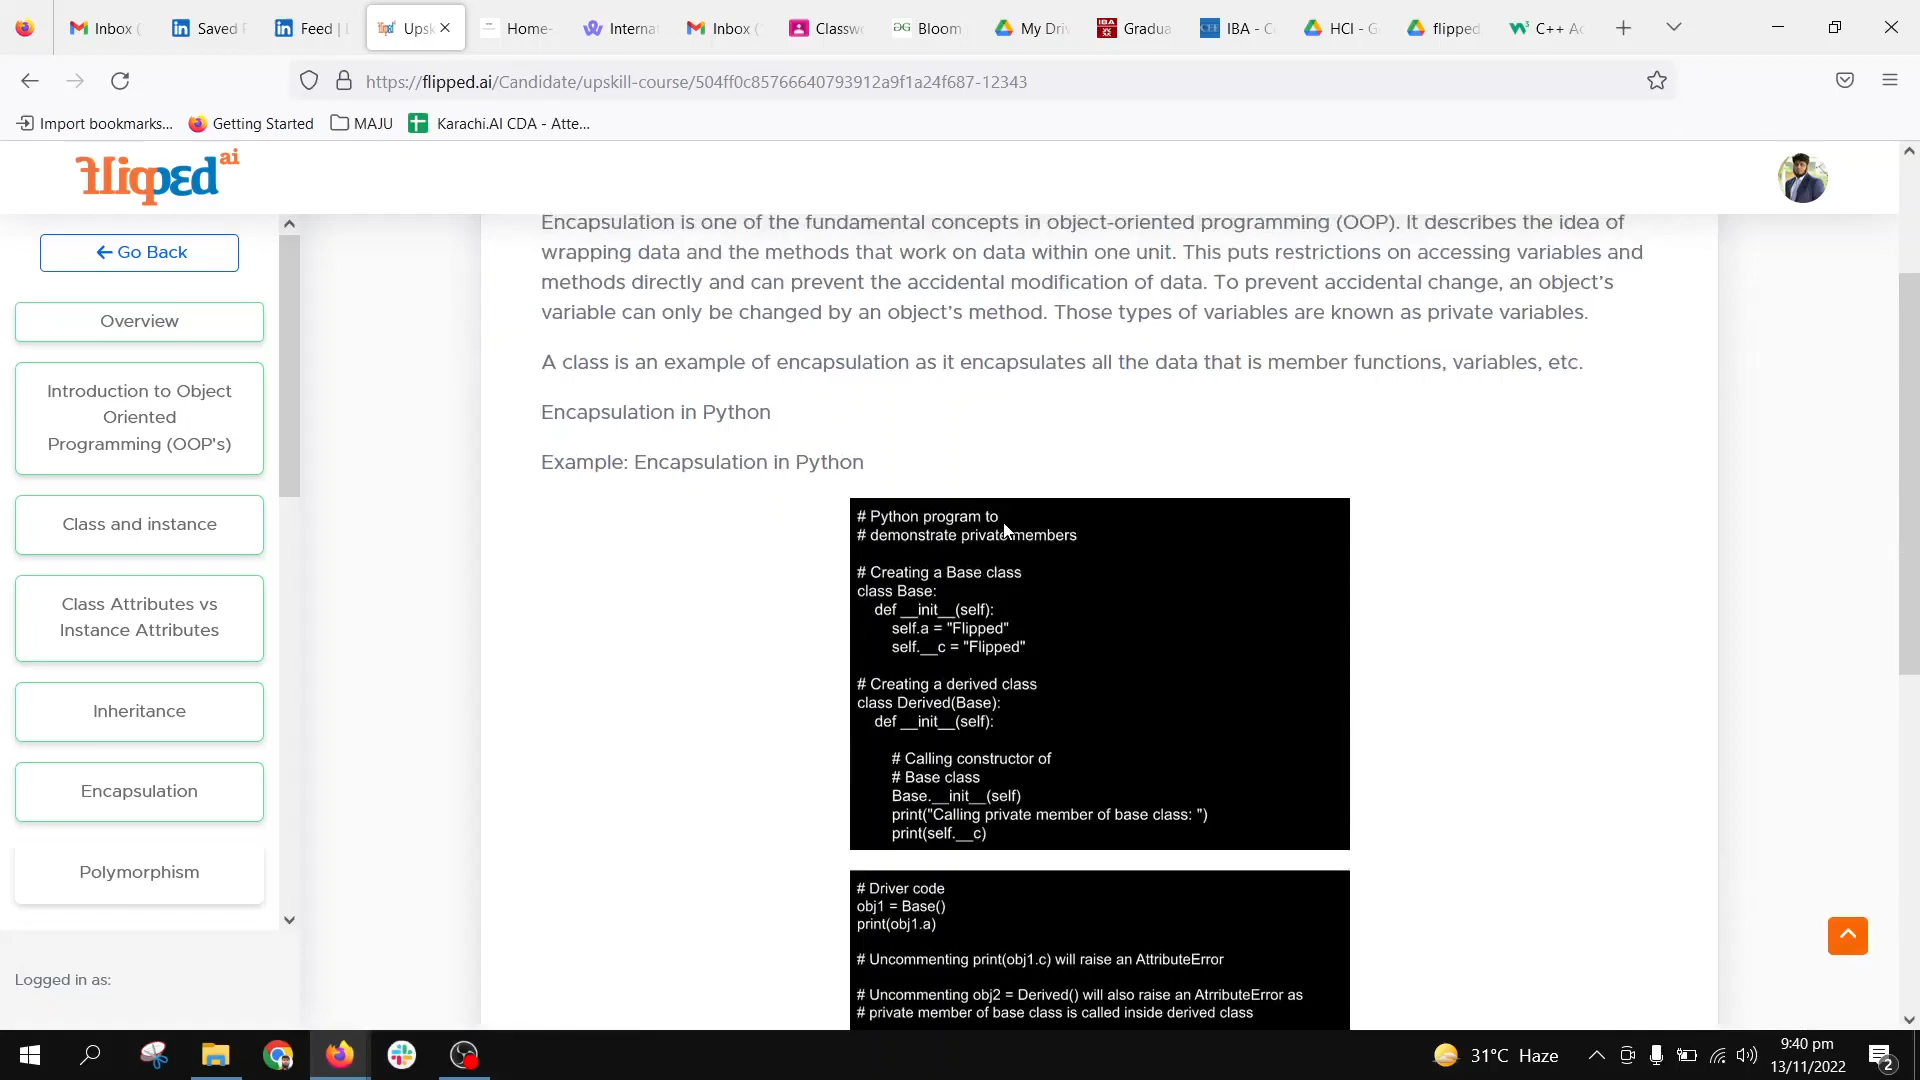 Inbox (
Saved
Feed |
Upsk
Home-
Interna
Inbox (
Classw
Bloom
My Driv
Gradua
IBA - C
HCI - G
flipped
C++ Ac
https://flipped.ai/Candidate/upskill-course/504ff0c85766640793912a9f1a24f687-12343
Import bookmarks...
Getting Started
MAJU
Karachi.AI CDA - Atte...
flipped ai
Go Back
Overview
Introduction to Object
Oriented
Programming (OOP's)
Class and instance
Class Attributes vs
Instance Attributes
Inheritance
Encapsulation
Polymorphism
Logged in as:
Encapsulation is one of the fundamental concepts in object-oriented programming (OOP). It describes the idea of
wrapping data and the methods that work on data within one unit. This puts restrictions on accessing variables and
methods directly and can prevent the accidental modification of data. To prevent accidental change, an object’s
variable can only be changed by an object’s method. Those types of variables are known as private variables.
A class is an example of encapsulation as it encapsulates all the data that is member functions, variables, etc.
Encapsulation in Python
Example: Encapsulation in Python
# Python program to
# demonstrate private members
# Creating a Base class
class Base:
def __init__(self):
self.a = "Flipped"
self.__c = "Flipped"
# Creating a derived class
class Derived(Base):
def __init__(self):
# Calling constructor of
# Base class
Base.__init__(self)
print("Calling private member of base class: ")
print(self.__c)
# Driver code
obj1 = Base()
print(obj1.a)
# Uncommenting print(obj1.c) will raise an AttributeError
# Uncommenting obj2 = Derived() will also raise an AtrributeError as
# private member of base class is called inside derived class
31°C Haze
9:40 pm
13/11/2022
2